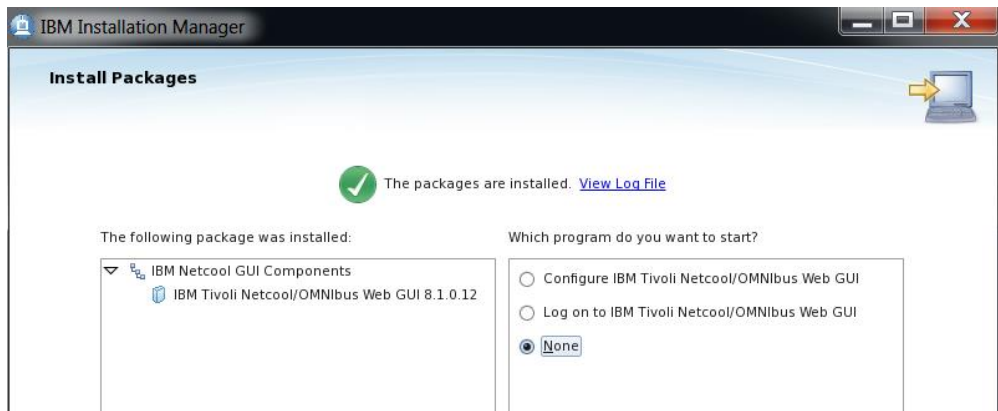 IBM Installation Manager
Install Packages
The packages are installed. View Log File
The following package was installed:
IBM Netcool GUI Components
IBM Tivoli Netcool/OMNIbus Web GUI 8.1.0.12
Which program do you want to start?
Configure IBM Tivoli Netcool/OMNIbus Web GUI
Log on to IBM Tivoli Netcool/OMNIbus Web GUI
None